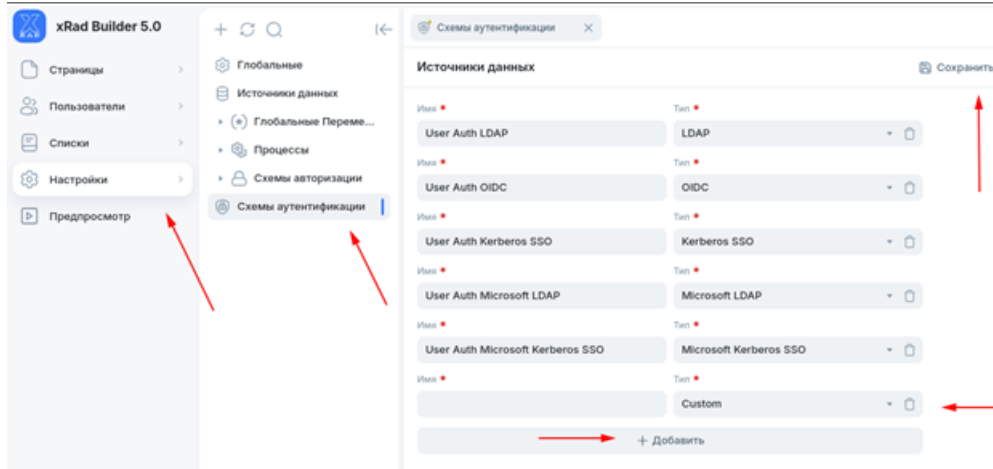 XRAD
xRad Builder 5.0
Страницы
Пользователи
Списки
Настройки
Предпросмотр
Глобальные
Источники данных
Глобальные Переме...
Процессы
Схемы авторизации
Схемы аутентификации
Схемы аутентификации
Источники данных
Сохранить
Имя * Тип *
User Auth LDAP LDAP
Имя * Тип *
User Auth OIDC OIDC
Имя * Тип *
User Auth Kerberos SSO Kerberos SSO
Имя * Тип *
User Auth Microsoft LDAP Microsoft LDAP
Имя * Тип *
User Auth Microsoft Kerberos SSO Microsoft Kerberos SSO
Имя * Тип *
Custom
+ Добавить